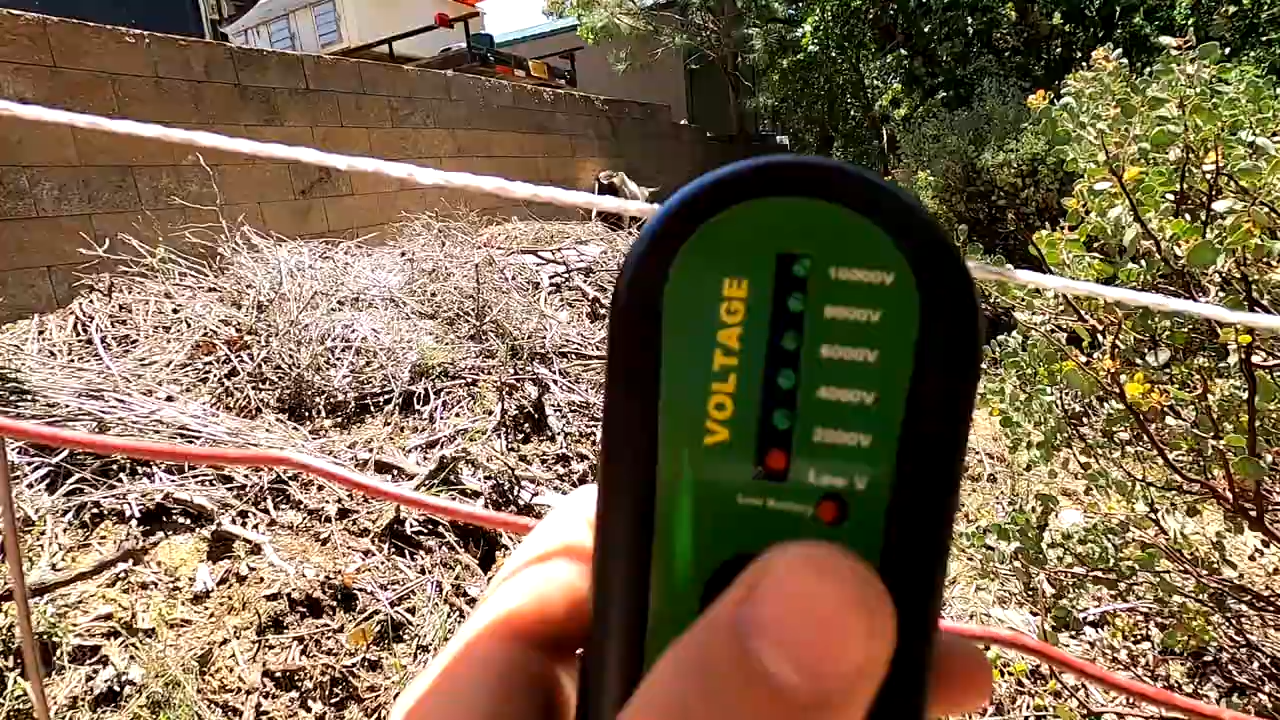 VOLTAGE
10000V
8000V
6000V
4000V
2000V
Low V
Low Battery